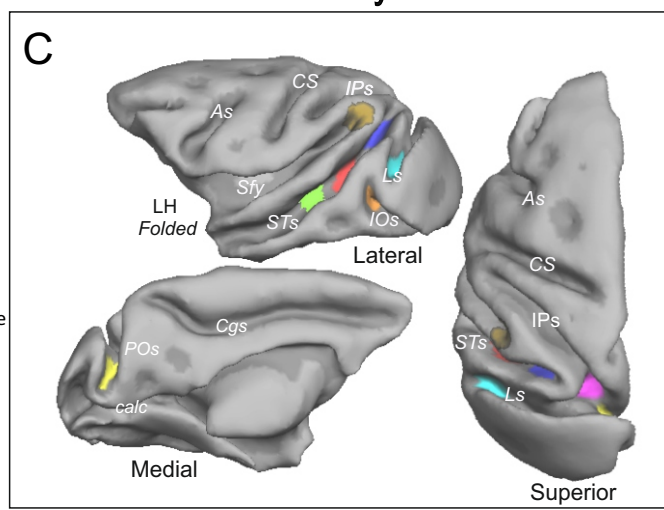 y
C
CS
IPs
As
Sfy
Ls
LH
Folded
STs
IOs
Lateral
POs
Cgs
calc
Medial
As
CS
IPs
STs
Ls
Superior
e